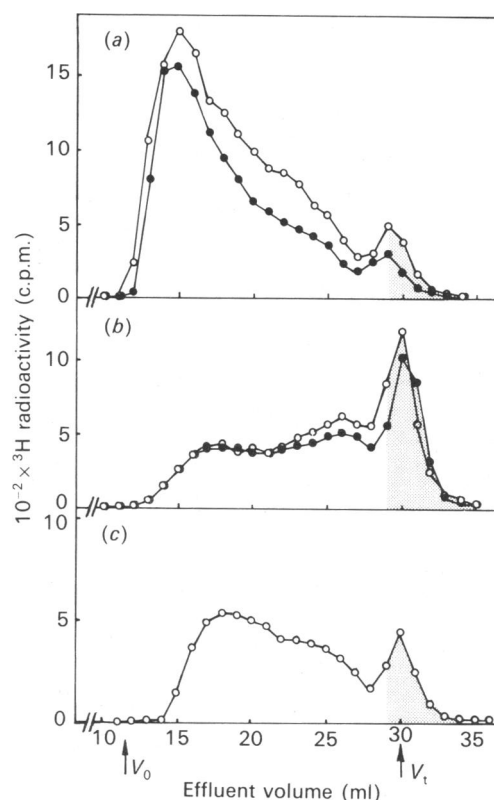 (a)
15
10
5
0
(b)
10
5
0
10
(c)
5
0
10⁻² × ³H radioactivity (c.p.m.)
10 15 20 25 30 35
V₀ Vₜ
Effluent volume (ml)